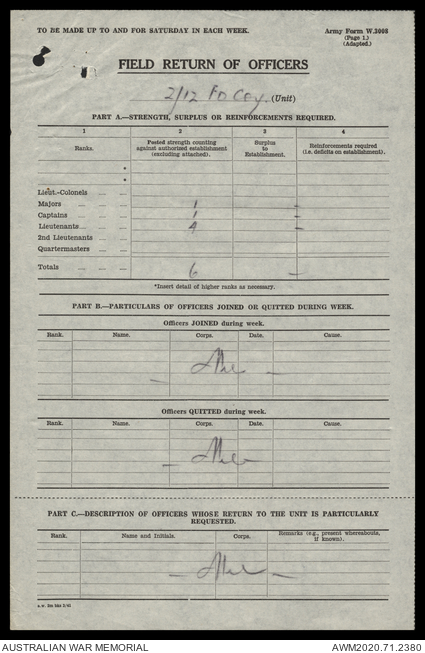 TO BE MADE UP TO AND FOR SATURDAY IN EACH WEEK.
Army Form W.3008
(Page 1.)
(Adapted.)
FIELD RETURN OF OFFICERS
2/12 FD COY. (Unit)
PART A.—STRENGTH, SURPLUS OR REINFORCEMENTS REQUIRED.
1 2 3 4
Ranks. Posted strength counting against authorized establishment (excluding attached). Surplus to Establishment. Reinforcements required (i.e. deficits on establishment).
*
*
Lieut.-Colonels
Majors 1 –
Captains 1 –
Lieutenants 4 –
2nd Lieutenants
Quartermasters
Totals 6 –
*Insert detail of higher ranks as necessary.
PART B.—PARTICULARS OF OFFICERS JOINED OR QUITTED DURING WEEK.
Officers JOINED during week.
Rank. Name. Corps. Date. Cause.
– Nil –
Officers QUITTED during week.
Rank. Name. Corps. Date. Cause.
– Nil –
PART C.—DESCRIPTION OF OFFICERS WHOSE RETURN TO THE UNIT IS PARTICULARLY
REQUESTED.
Rank. Name and Initials. Corps. Remarks (e.g., present whereabouts, if known).
– Nil –
AUSTRALIAN WAR MEMORIAL
AWM2020.71.2380